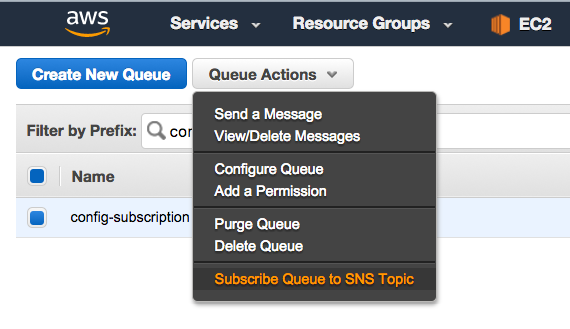 aws Services Resource Groups EC2
Create New Queue Queue Actions
Send a Message
View/Delete Messages
Filter by Prefix: cor
Configure Queue
Name
Add a Permission
config-subscription
Purge Queue
Delete Queue
Subscribe Queue to SNS Topic